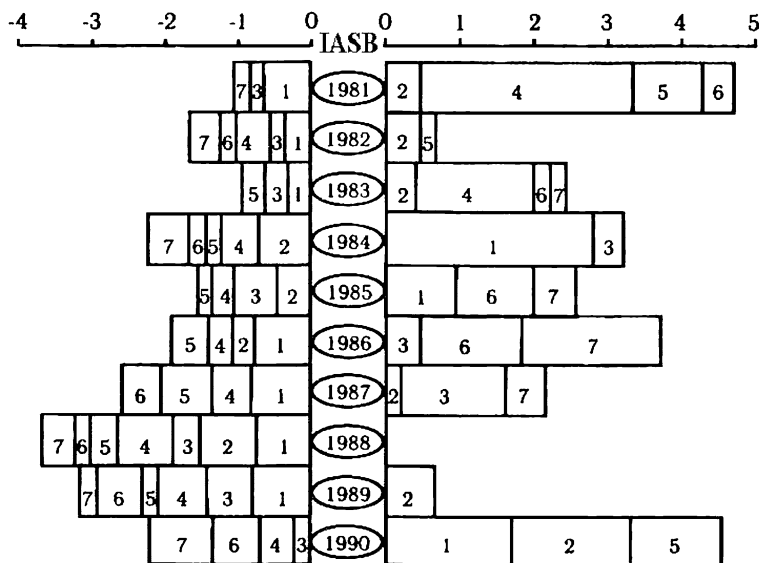 -4 -3 -2 -1 0 0 1 2 3 4 5
IASB
7 3 1 1981 2 4 5 6
7 6 4 3 1 1982 2 5
5 3 1 1983 2 4 6 7
7 6 5 4 2 1984 1 3
5 4 3 2 1985 1 6 7
5 4 2 1 1986 3 6 7
6 5 4 1 1987 2 3 7
7 6 5 4 3 2 1 1988
7 6 5 4 3 1 1989 2
7 6 4 3 1990 1 2 5